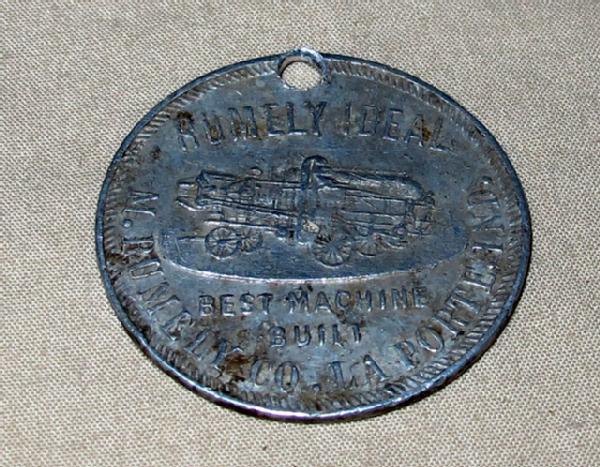 RUMELY IDEAL
BEST MACHINE
BUILT
M. RUMELY CO. LA PORTE IND.